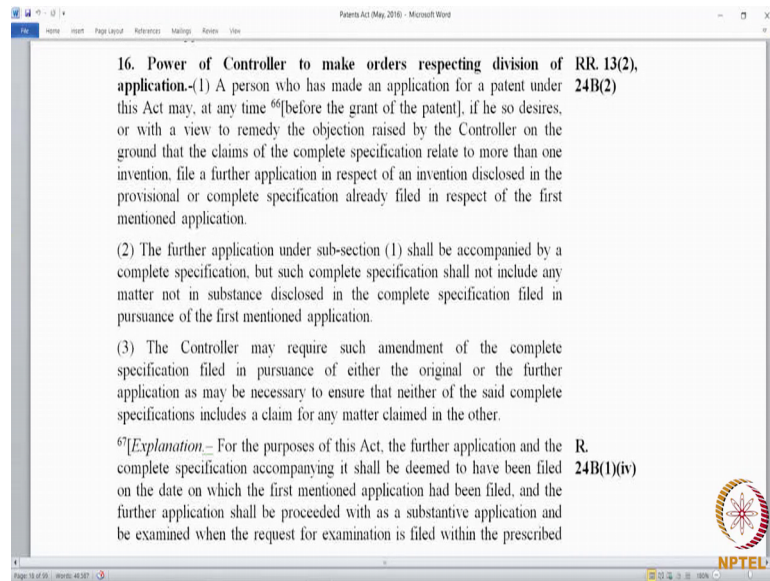 Patents Act (May, 2016) - Microsoft Word
File Home Insert Page Layout References Mailings Review View
16. Power of Controller to make orders respecting division of RR. 13(2),
application.-(1) A person who has made an application for a patent under 24B(2)
this Act may, at any time 66[before the grant of the patent], if he so desires,
or with a view to remedy the objection raised by the Controller on the
ground that the claims of the complete specification relate to more than one
invention, file a further application in respect of an invention disclosed in the
provisional or complete specification already filed in respect of the first
mentioned application.
(2) The further application under sub-section (1) shall be accompanied by a
complete specification, but such complete specification shall not include any
matter not in substance disclosed in the complete specification filed in
pursuance of the first mentioned application.
(3) The Controller may require such amendment of the complete
specification filed in pursuance of either the original or the further
application as may be necessary to ensure that neither of the said complete
specifications includes a claim for any matter claimed in the other.
67[Explanation.– For the purposes of this Act, the further application and the R.
complete specification accompanying it shall be deemed to have been filed 24B(1)(iv)
on the date on which the first mentioned application had been filed, and the
further application shall be proceeded with as a substantive application and
be examined when the request for examination is filed within the prescribed
NPTEL